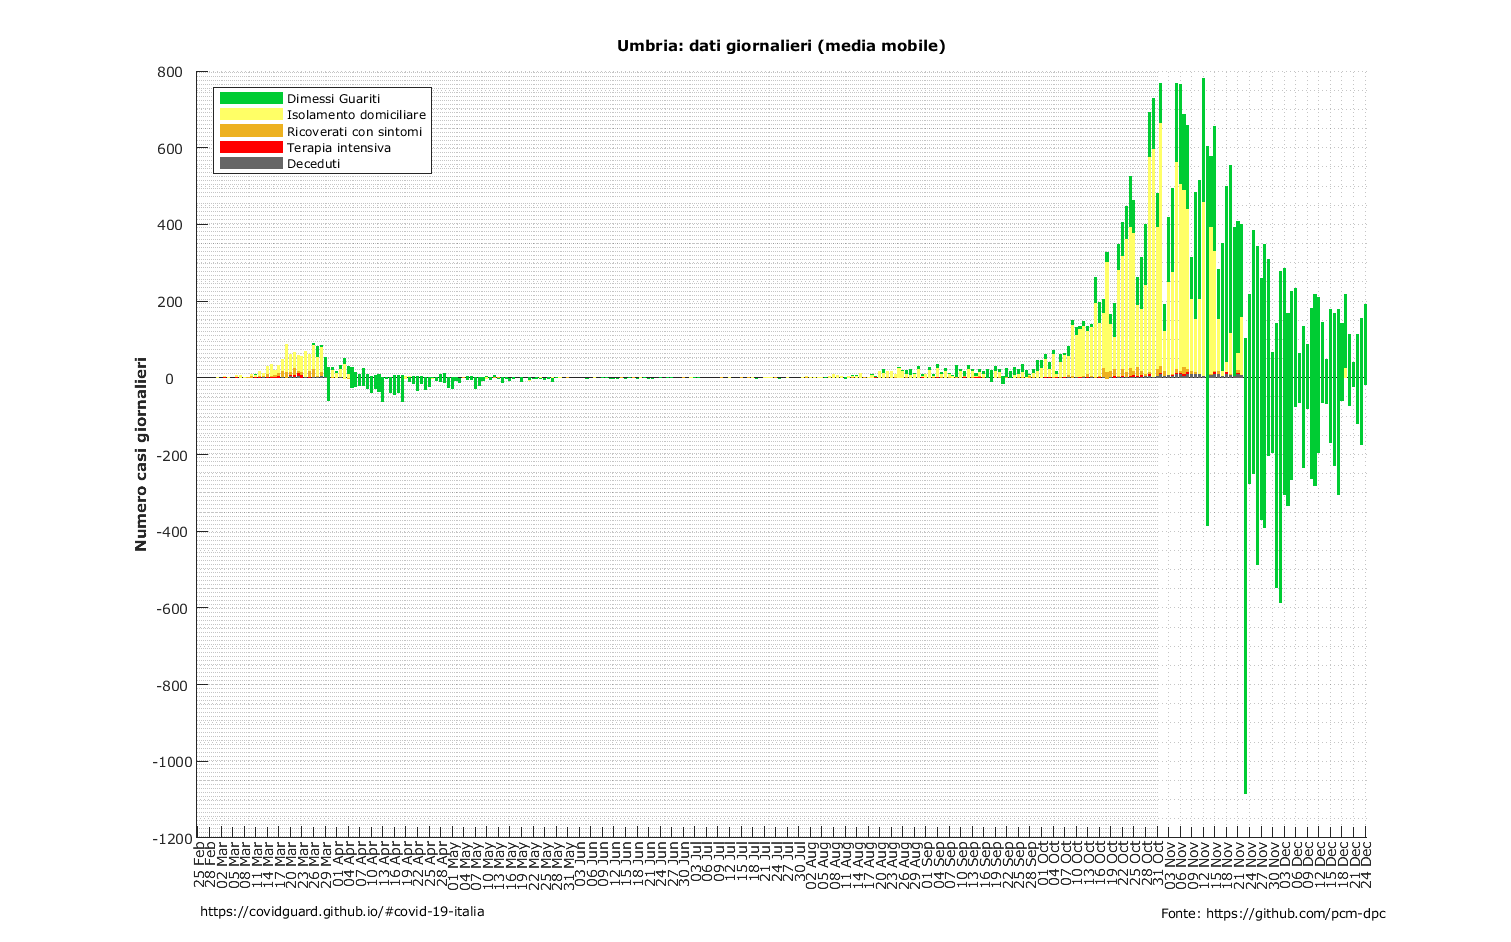 Umbria: dati giornalieri (media mobile)
Dimessi Guariti
Isolamento domiciliare
Ricoverati con sintomi
Terapia intensiva
Deceduti
Numero casi giornalieri
800
600
400
200
0
-200
-400
-600
-800
-1000
-1200
25 Feb
28 Feb
02 Mar
05 Mar
08 Mar
11 Mar
14 Mar
17 Mar
20 Mar
23 Mar
26 Mar
29 Mar
01 Apr
04 Apr
07 Apr
10 Apr
13 Apr
16 Apr
19 Apr
22 Apr
25 Apr
28 Apr
01 May
04 May
07 May
10 May
13 May
16 May
19 May
22 May
25 May
28 May
31 May
03 Jun
06 Jun
09 Jun
12 Jun
15 Jun
18 Jun
21 Jun
24 Jun
27 Jun
30 Jun
03 Jul
06 Jul
09 Jul
12 Jul
15 Jul
18 Jul
21 Jul
24 Jul
27 Jul
30 Jul
02 Aug
05 Aug
08 Aug
11 Aug
14 Aug
17 Aug
20 Aug
23 Aug
26 Aug
29 Aug
01 Sep
04 Sep
07 Sep
10 Sep
13 Sep
16 Sep
19 Sep
22 Sep
25 Sep
28 Sep
01 Oct
04 Oct
07 Oct
10 Oct
13 Oct
16 Oct
19 Oct
22 Oct
25 Oct
28 Oct
31 Oct
03 Nov
06 Nov
09 Nov
12 Nov
15 Nov
18 Nov
21 Nov
24 Nov
27 Nov
30 Nov
03 Dec
06 Dec
09 Dec
12 Dec
15 Dec
18 Dec
21 Dec
24 Dec
https://covidguard.github.io/#covid-19-italia
Fonte: https://github.com/pcm-dpc